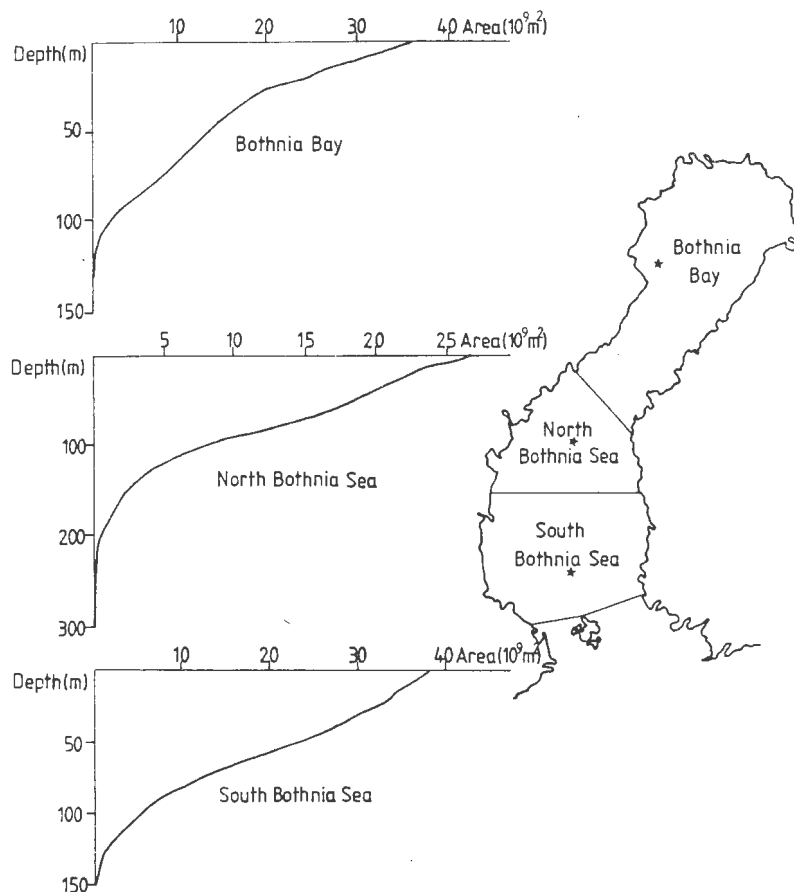 10 20 30 40 Area(10⁹m²)
Depth(m)
50
100
150
Bothnia Bay
5 10 15 20 25 Area(10⁹m²)
Depth(m)
100
200
300
North Bothnia Sea
10 20 30 40 Area(10⁹m²)
Depth(m)
50
100
150
South Bothnia Sea
Bothnia
Bay
North
Bothnia Sea
South
Bothnia Sea